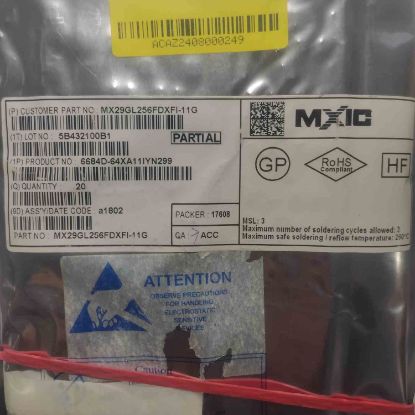 ACAZ2408000249
(P) CUSTOMER PART NO: MX29GL256FDXFI-11G
(1T) LOT NO: 5B432100B1
PARTIAL
(1P) PRODUCT NO: 6684D-64XA11IYN299
(Q) QUANTITY: 20
(9D) ASS'Y/DATE CODE: a1802
PACKER: 17608
PART NO: MX29GL256FDXFI-11G
QA: ACC
MXIC
GP
RoHS
Compliant
HF
MSL: 3
Maximum number of soldering cycles allowed: 3
Maximum safe soldering / reflow temperature: 260°C
ATTENTION
OBSERVE PRECAUTIONS
FOR HANDLING
ELECTROSTATIC
SENSITIVE
DEVICES
Caution